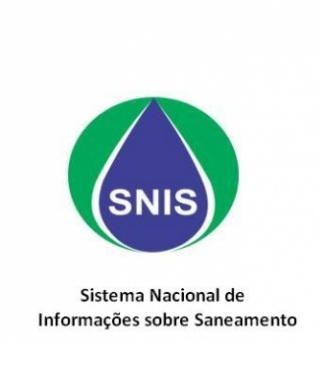 SNIS
Sistema Nacional de
Informações sobre Saneamento